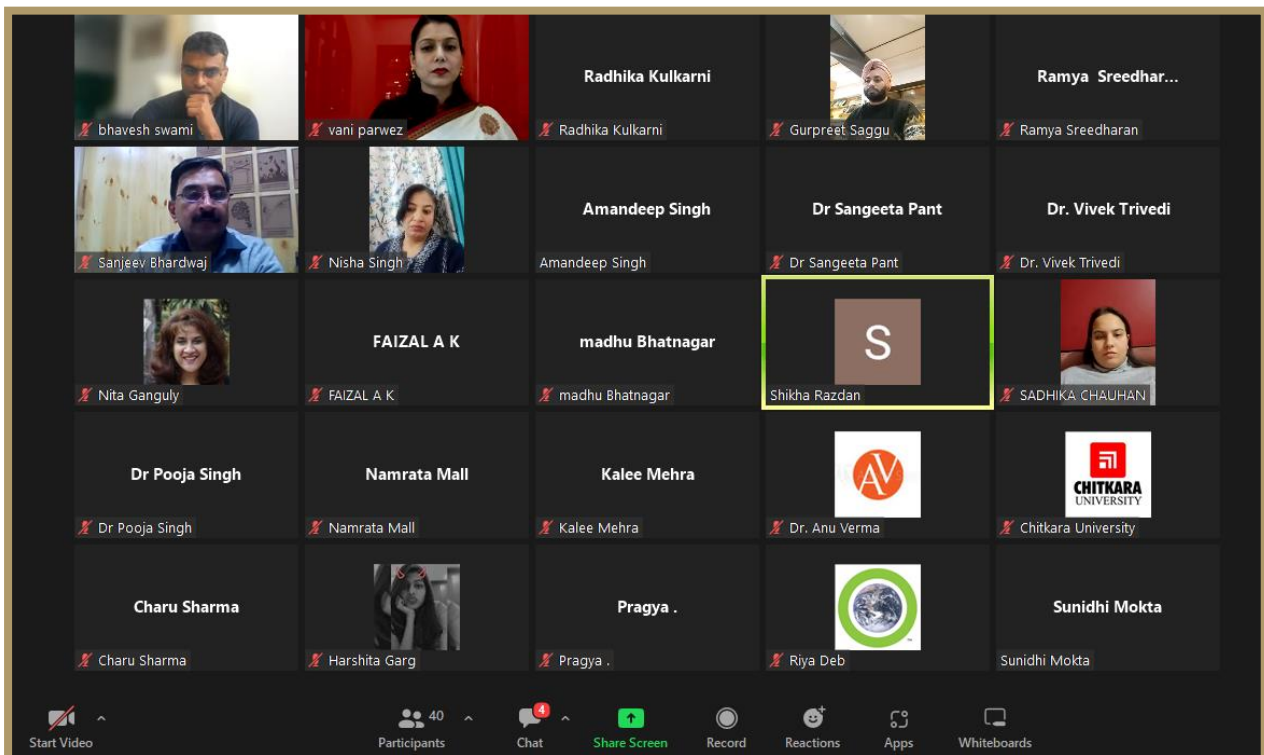 bhavesh swami
vani parwez
Radhika Kulkarni
Radhika Kulkarni
Gurpreet Saggu
Ramya Sreedhar...
Ramya Sreedharan
Sanjeev Bhardwaj
Nisha Singh
Amandeep Singh
Amandeep Singh
Dr Sangeeta Pant
Dr Sangeeta Pant
Dr. Vivek Trivedi
Dr. Vivek Trivedi
Nita Ganguly
FAIZAL A K
FAIZAL A K
madhu Bhatnagar
madhu Bhatnagar
S
Shikha Razdan
SADHIKA CHAUHAN
Dr Pooja Singh
Dr Pooja Singh
Namrata Mall
Namrata Mall
Kalee Mehra
Kalee Mehra
AV
Dr. Anu Verma
CHITKARA
UNIVERSITY
Chitkara University
Charu Sharma
Charu Sharma
Harshita Garg
Pragya .
Pragya .
Riya Deb
Sunidhi Mokta
Sunidhi Mokta
Start Video
40
Participants
4
Chat
Share Screen
Record
Reactions
Apps
Whiteboards